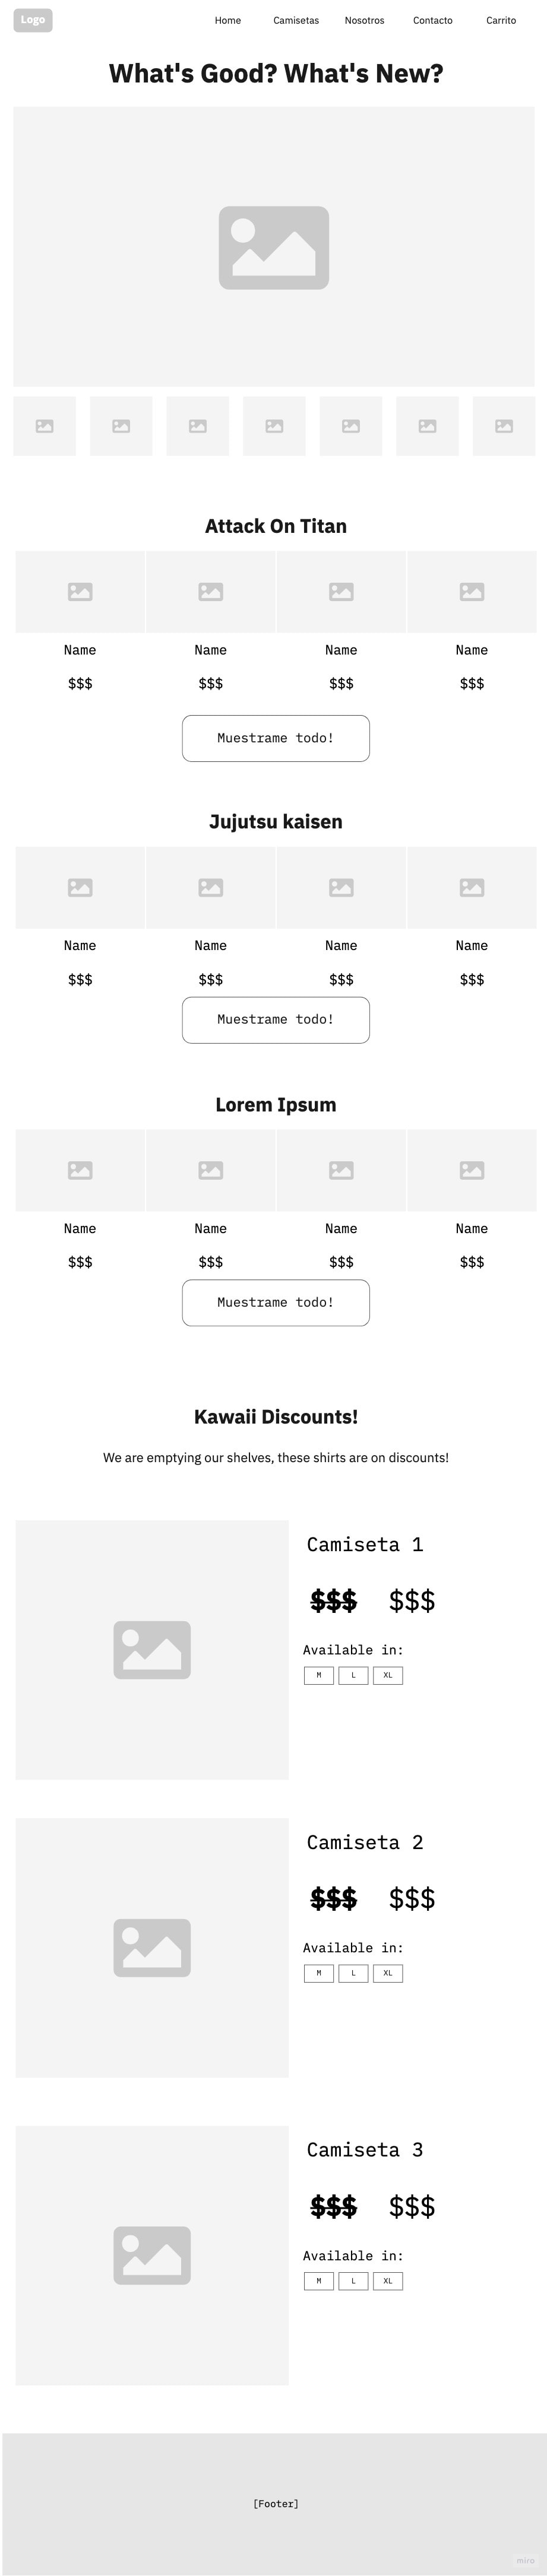 Logo Home Camisetas Nosotros Contacto Carrito
What's Good? What's New?
Attack On Titan
Name Name Name Name
$$$ $$$ $$$ $$$
Muestrame todo!
Jujutsu kaisen
Name Name Name Name
$$$ $$$ $$$ $$$
Muestrame todo!
Lorem Ipsum
Name Name Name Name
$$$ $$$ $$$ $$$
Muestrame todo!
Kawaii Discounts!
We are emptying our shelves, these shirts are on discounts!
Camiseta 1
$$$ $$$
Available in:
M L XL
Camiseta 2
$$$ $$$
Available in:
M L XL
Camiseta 3
$$$ $$$
Available in:
M L XL
[Footer]
miro